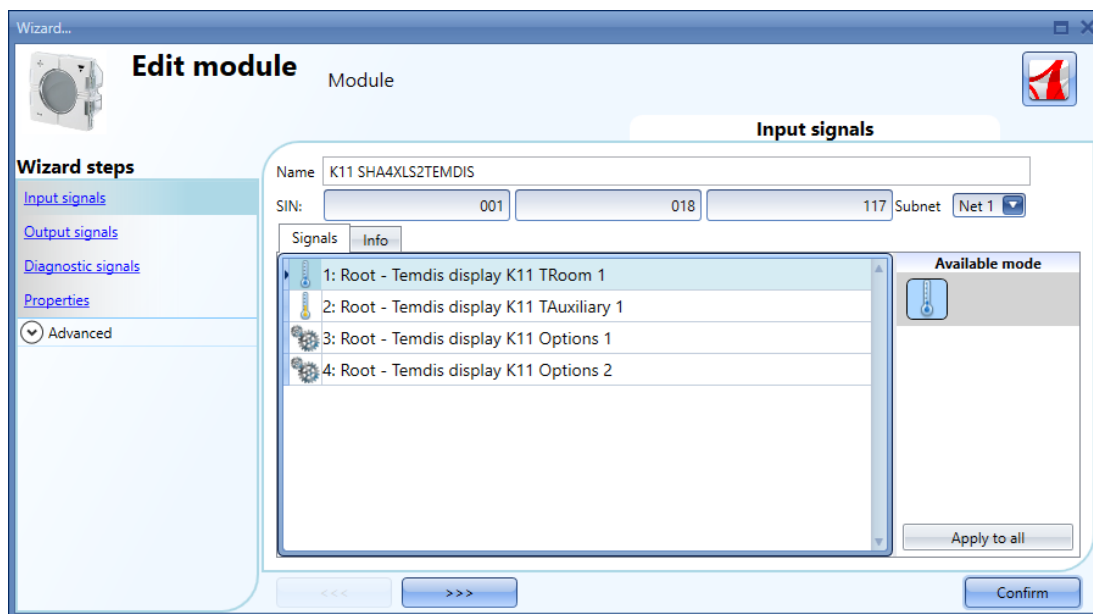 Wizard...
Edit module
Module
Input signals
Wizard steps
Input signals
Output signals
Diagnostic signals
Properties
Advanced
Name K11 SHA4XLS2TEMDIS
SIN: 001 018 117 Subnet Net 1
Signals Info
1: Root - Temdis display K11 TRoom 1
2: Root - Temdis display K11 TAuxiliary 1
3: Root - Temdis display K11 Options 1
4: Root - Temdis display K11 Options 2
Available mode
Apply to all
<<< >>> Confirm